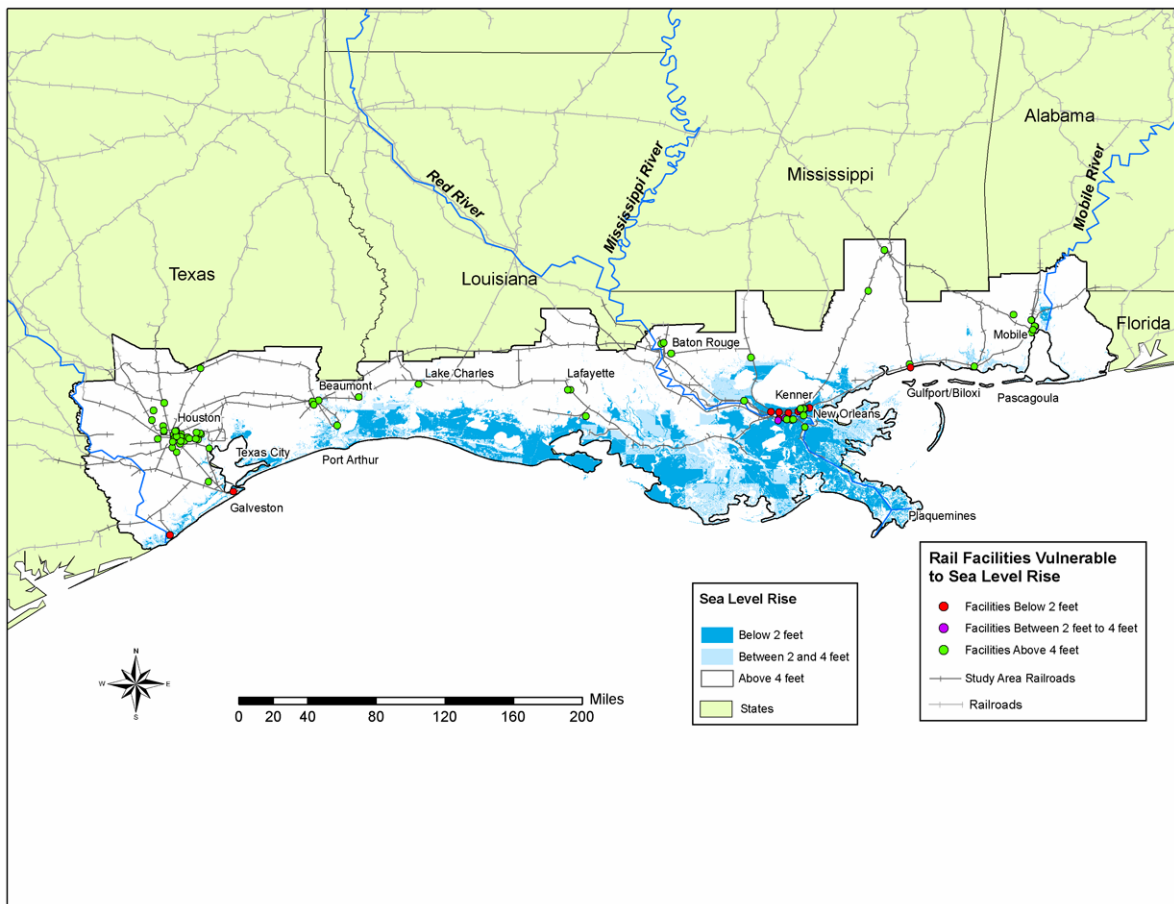 Alabama
Mississippi
Mobile River
Red River
Mississippi River
Texas
Louisiana
Florida
Baton Rouge
Mobile
Lake Charles
Lafayette
Beaumont
Kenner
Gulfport/Biloxi
Pascagoula
Houston
New Orleans
Texas City
Port Arthur
Galveston
Plaquemines
Rail Facilities Vulnerable
to Sea Level Rise
Facilities Below 2 feet
Facilities Between 2 feet to 4 feet
Facilities Above 4 feet
Study Area Railroads
Railroads
Sea Level Rise
Below 2 feet
Between 2 and 4 feet
Above 4 feet
States
N
W
E
S
Miles
0 20 40 80 120 160 200